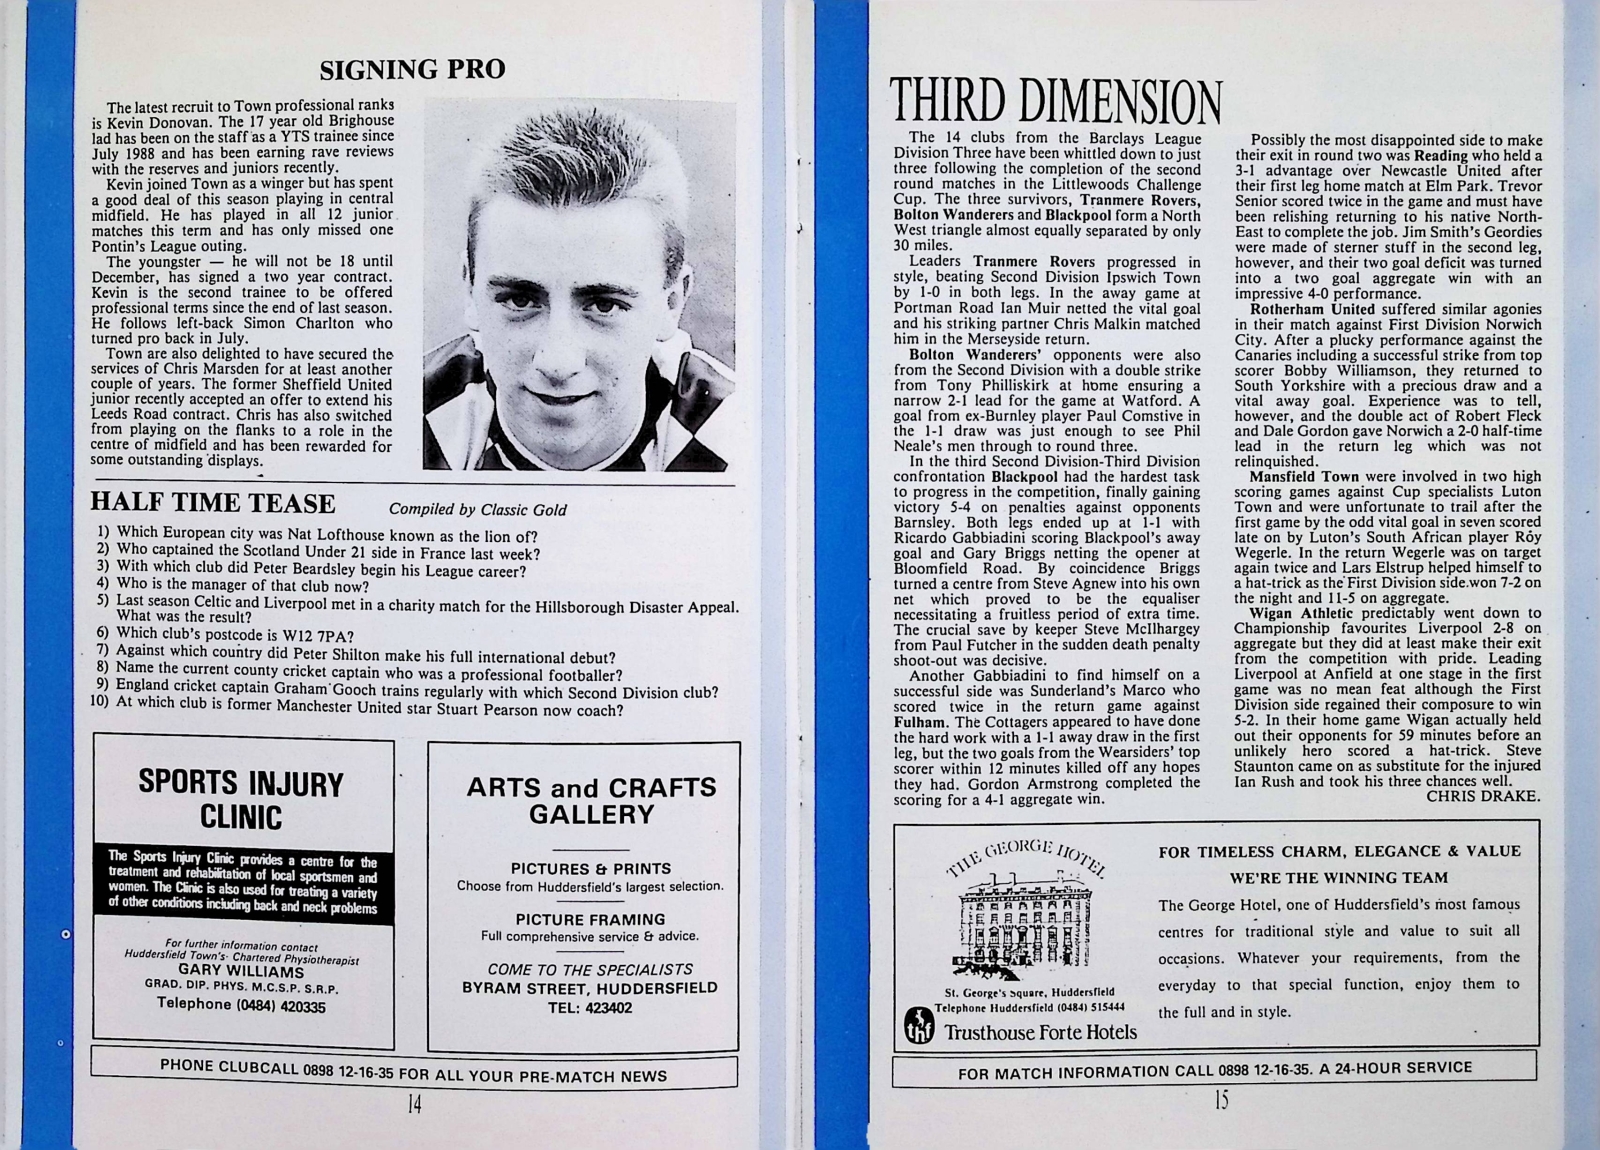 SIGNING PRO
The latest recruit to Town professional ranks
is Kevin Donovan. The 17 year old Brighouse
lad has been on the staff as a YTS trainee since
July 1988 and has been earning rave reviews
with the reserves and juniors recently.
Kevin joined Town as a winger but has spent
a good deal of this season playing in central
midfield. He has played in all 12 junior
matches this term and has only missed one
Pontin's League outing.
The youngster — he will not be 18 until
December, has signed a two year contract.
Kevin is the second trainee to be offered
professional terms since the end of last season.
He follows left-back Simon Charlton who
turned pro back in July.
Town are also delighted to have secured the
services of Chris Marsden for at least another
couple of years. The former Sheffield United
junior recently accepted an offer to extend his
Leeds Road contract. Chris has also switched
from playing on the flanks to a role in the
centre of midfield and has been rewarded for
some outstanding displays.
HALF TIME TEASE Compiled by Classic Gold
1) Which European city was Nat Lofthouse known as the lion of?
2) Who captained the Scotland Under 21 side in France last week?
3) With which club did Peter Beardsley begin his League career?
4) Who is the manager of that club now?
5) Last season Celtic and Liverpool met in a charity match for the Hillsborough Disaster Appeal.
What was the result?
6) Which club's postcode is W12 7PA?
7) Against which country did Peter Shilton make his full international debut?
8) Name the current county cricket captain who was a professional footballer?
9) England cricket captain Graham Gooch trains regularly with which Second Division club?
10) At which club is former Manchester United star Stuart Pearson now coach?
SPORTS INJURY
CLINIC
The Sports Injury Clinic provides a centre for the
treatment and rehabilitation of local sportsmen and
women. The Clinic is also used for treating a variety
of other conditions including back and neck problems
For further information contact
Huddersfield Town's Chartered Physiotherapist
GARY WILLIAMS
GRAD. DIP. PHYS. M.C.S.P. S.R.P.
Telephone (0484) 420335
ARTS and CRAFTS
GALLERY
PICTURES & PRINTS
Choose from Huddersfield's largest selection.
PICTURE FRAMING
Full comprehensive service & advice.
COME TO THE SPECIALISTS
BYRAM STREET, HUDDERSFIELD
TEL: 423402
PHONE CLUBCALL 0898 12-16-35 FOR ALL YOUR PRE-MATCH NEWS
14
THIRD DIMENSION
The 14 clubs from the Barclays League
Division Three have been whittled down to just
three following the completion of the second
round matches in the Littlewoods Challenge
Cup. The three survivors, Tranmere Rovers,
Bolton Wanderers and Blackpool form a North
West triangle almost equally separated by only
30 miles.
Leaders Tranmere Rovers progressed in
style, beating Second Division Ipswich Town
by 1-0 in both legs. In the away game at
Portman Road Ian Muir netted the vital goal
and his striking partner Chris Malkin matched
him in the Merseyside return.
Bolton Wanderers' opponents were also
from the Second Division with a double strike
from Tony Philliskirk at home ensuring a
narrow 2-1 lead for the game at Watford. A
goal from ex-Burnley player Paul Comstive in
the 1-1 draw was just enough to see Phil
Neale's men through to round three.
In the third Second Division-Third Division
confrontation Blackpool had the hardest task
to progress in the competition, finally gaining
victory 5-4 on penalties against opponents
Barnsley. Both legs ended up at 1-1 with
Ricardo Gabbiadini scoring Blackpool's away
goal and Gary Briggs netting the opener at
Bloomfield Road. By coincidence Briggs
turned a centre from Steve Agnew into his own
net which proved to be the equaliser
necessitating a fruitless period of extra time.
The crucial save by keeper Steve McIlhargey
from Paul Futcher in the sudden death penalty
shoot-out was decisive.
Another Gabbiadini to find himself on a
successful side was Sunderland's Marco who
scored twice in the return game against
Fulham. The Cottagers appeared to have done
the hard work with a 1-1 away draw in the first
leg, but the two goals from the Wearsiders' top
scorer within 12 minutes killed off any hopes
they had. Gordon Armstrong completed the
scoring for a 4-1 aggregate win.
Possibly the most disappointed side to make
their exit in round two was Reading who held a
3-1 advantage over Newcastle United after
their first leg home match at Elm Park. Trevor
Senior scored twice in the game and must have
been relishing returning to his native North-
East to complete the job. Jim Smith's Geordies
were made of sterner stuff in the second leg,
however, and their two goal deficit was turned
into a two goal aggregate win with an
impressive 4-0 performance.
Rotherham United suffered similar agonies
in their match against First Division Norwich
City. After a plucky performance against the
Canaries including a successful strike from top
scorer Bobby Williamson, they returned to
South Yorkshire with a precious draw and a
vital away goal. Experience was to tell,
however, and the double act of Robert Fleck
and Dale Gordon gave Norwich a 2-0 half-time
lead in the return leg which was not
relinquished.
Mansfield Town were involved in two high
scoring games against Cup specialists Luton
Town and were unfortunate to trail after the
first game by the odd vital goal in seven scored
late on by Luton's South African player Roy
Wegerle. In the return Wegerle was on target
again twice and Lars Elstrup helped himself to
a hat-trick as the First Division side won 7-2 on
the night and 11-5 on aggregate.
Wigan Athletic predictably went down to
Championship favourites Liverpool 2-8 on
aggregate but they did at least make their exit
from the competition with pride. Leading
Liverpool at Anfield at one stage in the first
game was no mean feat although the First
Division side regained their composure to win
5-2. In their home game Wigan actually held
out their opponents for 59 minutes before an
unlikely hero scored a hat-trick. Steve
Staunton came on as substitute for the injured
Ian Rush and took his three chances well.
CHRIS DRAKE.
THE GEORGE HOTEL
St. George's Square, Huddersfield
Telephone Huddersfield (0484) 515444
thf Trusthouse Forte Hotels
FOR TIMELESS CHARM, ELEGANCE & VALUE
WE'RE THE WINNING TEAM
The George Hotel, one of Huddersfield's most famous
centres for traditional style and value to suit all
occasions. Whatever your requirements, from the
everyday to that special function, enjoy them to
the full and in style.
FOR MATCH INFORMATION CALL 0898 12-16-35. A 24-HOUR SERVICE
15